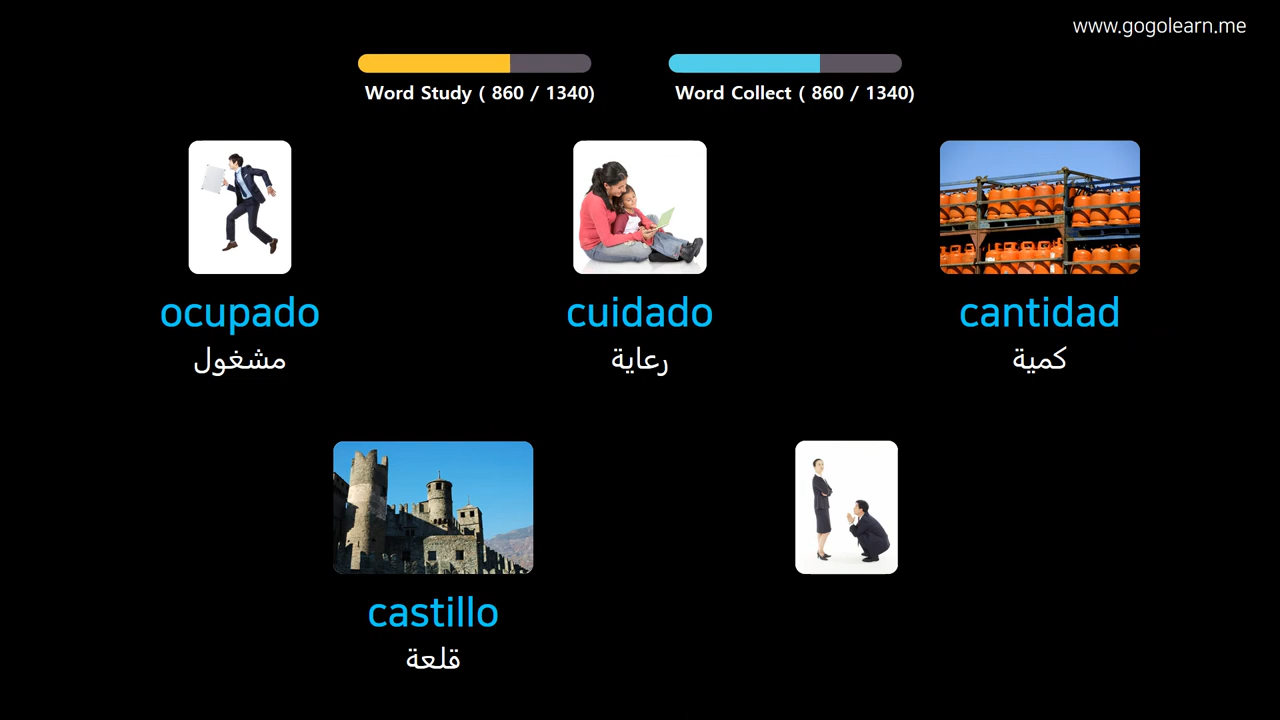 www.gogolearn.me
Word Study ( 860 / 1340)
Word Collect ( 860 / 1340)
ocupado
مشغول
cuidado
رعاية
cantidad
كمية
castillo
قلعة